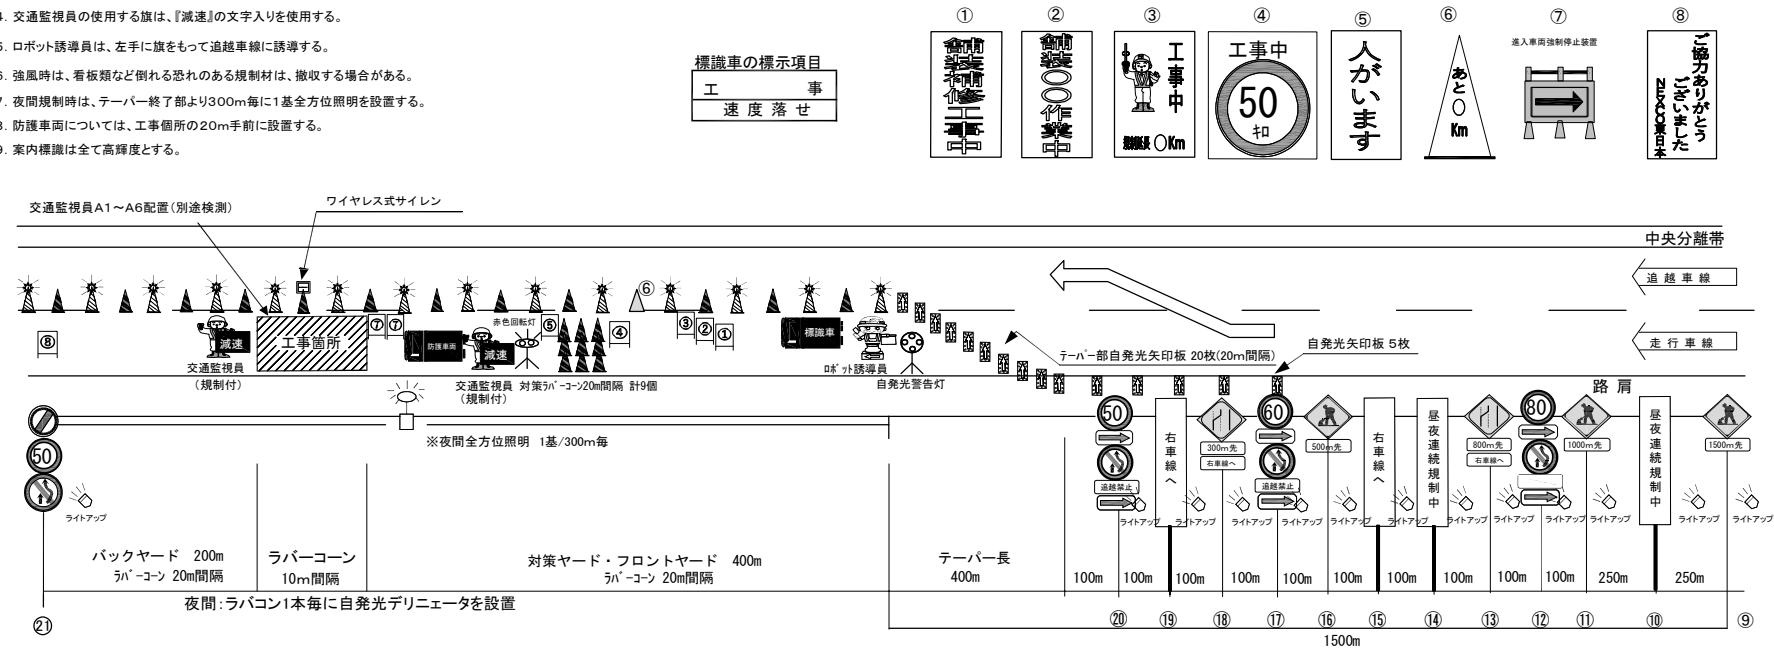 4. 交通監視員の使用する旗は、『減速』の文字入りを使用する。
5. ロボット誘導員は、左手に旗をもって追越車線に誘導する。
6. 強風時は、看板類など倒れる恐れのある規制材は、撤収する場合がある。
7. 夜間規制時は、テーパー終了部より300m毎に1基全方位照明を設置する。
8. 防護車両については、工事個所の20m手前に設置する。
9. 案内標識は全て高輝度とする。
標識車の標示項目
工 事
速 度 落 せ
① ② ③ ④ ⑤ ⑥ ⑦ ⑧
舗装補修工事中
舗装〇〇作業中
工事中
規制延長 〇Km
工事中
50
キロ
人がいます
あと〇
Km
進入車両強制停止装置
ご協力ありがとう
ございました
NEXCO東日本
交通監視員A1~A6配置(別途検測)
ワイヤレス式サイレン
中央分離帯
追 越 車 線
走 行 車 線
路 肩
⑥
⑧
減速
工事箇所
⑦ ⑦
防護車両
減速
赤色回転灯
⑤
④
③ ② ①
標識車
交通監視員
(規制付)
交通監視員
(規制付)
対策ラバーコーン20m間隔 計9個
ロボット誘導員
自発光警告灯
テーパー部自発光矢印板 20枚(20m間隔)
自発光矢印板 5枚
※夜間全方位照明 1基/300m毎
50
ライトアップ
50
追越禁止
ライトアップ
右車線へ
ライトアップ
300m先
右車線へ
ライトアップ
60
追越禁止
ライトアップ
500m先
ライトアップ
右車線へ
ライトアップ
昼夜連続規制中
ライトアップ
800m先
右車線へ
ライトアップ
80
ライトアップ
1000m先
ライトアップ
昼夜連続規制中
ライトアップ
1500m先
ライトアップ
バックヤード 200m
ラバーコーン 20m間隔
ラバーコーン
10m間隔
対策ヤード・フロントヤード 400m
ラバーコーン 20m間隔
テーパー長
400m
100m 100m 100m 100m 100m 100m 100m 100m 100m 100m 250m 250m
夜間:ラバコン1本毎に自発光デリニェータを設置
㉑ ⑳ ⑲ ⑱ ⑰ ⑯ ⑮ ⑭ ⑬ ⑫ ⑪ ⑩ ⑨
1500m